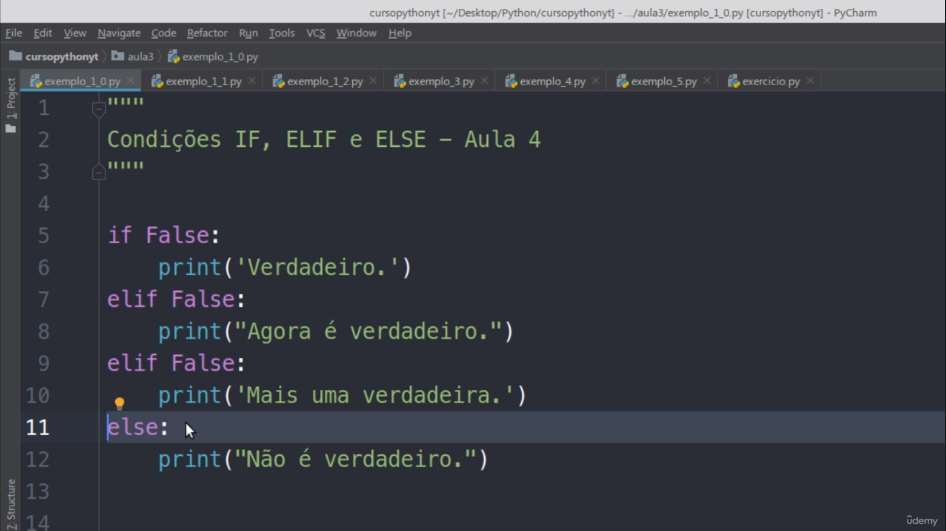 cursopythonyt [~/Desktop/Python/cursopythonyt] - .../aula3/exemplo_1_0.py [cursopythonyt] - PyCharm
File Edit View Navigate Code Refactor Run Tools VCS Window Help
cursopythonyt aula3 exemplo_1_0.py
1: Project
exemplo_1_0.py exemplo_1_1.py exemplo_1_2.py exemplo_3.py exemplo_4.py exemplo_5.py exercicio.py
1 """
2 Condições IF, ELIF e ELSE - Aula 4
3 """
4
5 if False:
6     print('Verdadeiro.')
7 elif False:
8     print("Agora é verdadeiro.")
9 elif False:
10     print('Mais uma verdadeira.')
11 else:
12     print("Não é verdadeiro.")
13
14
Z: Structure
ûdemy